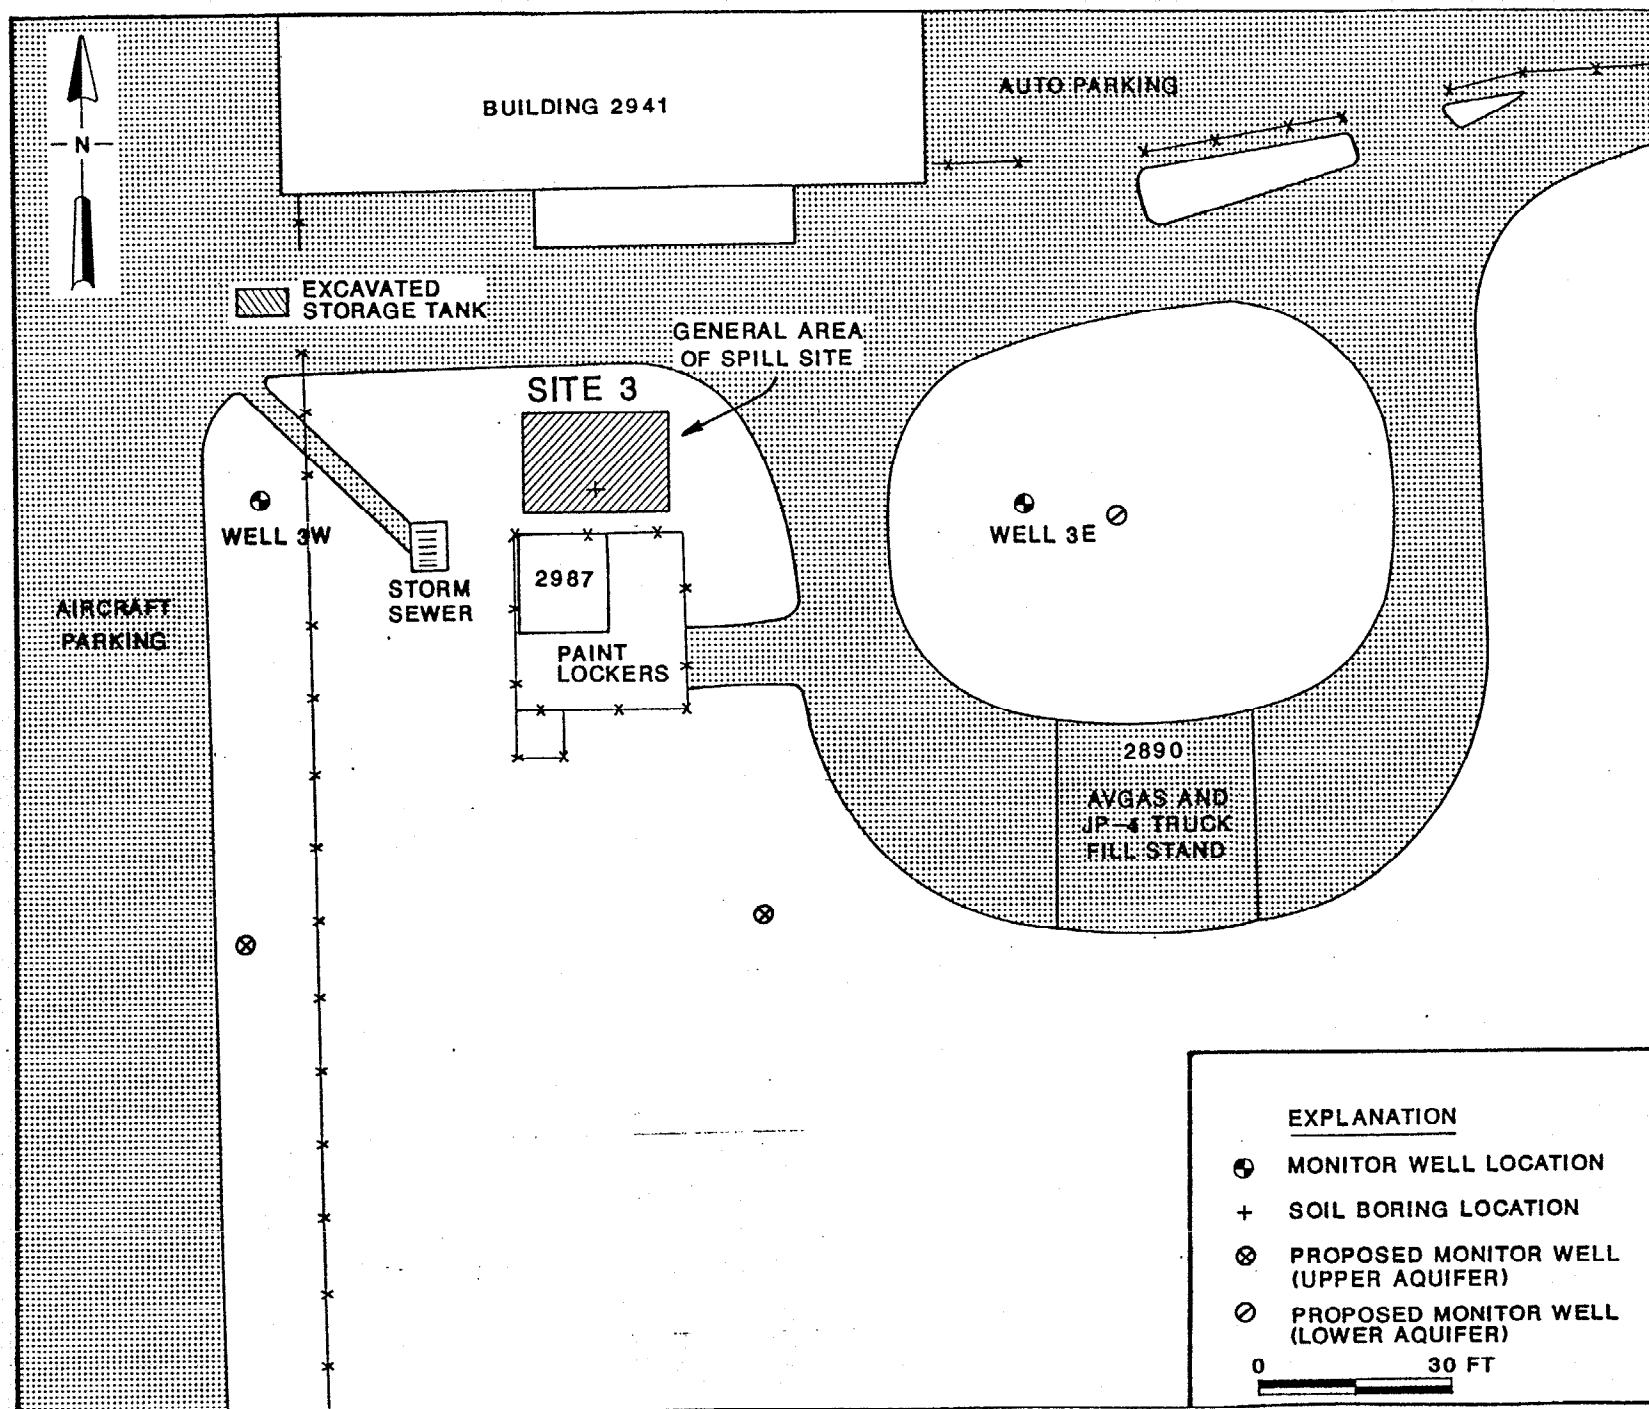 N
BUILDING 2941
AUTO PARKING
EXCAVATED
STORAGE TANK
GENERAL AREA
OF SPILL SITE
SITE 3
WELL 3W
WELL 3E
STORM
SEWER
2987
PAINT
LOCKERS
AIRCRAFT
PARKING
2890
AVGAS AND
JP-4 TRUCK
FILL STAND
EXPLANATION
MONITOR WELL LOCATION
SOIL BORING LOCATION
PROPOSED MONITOR WELL
(UPPER AQUIFER)
PROPOSED MONITOR WELL
(LOWER AQUIFER)
0 30 FT